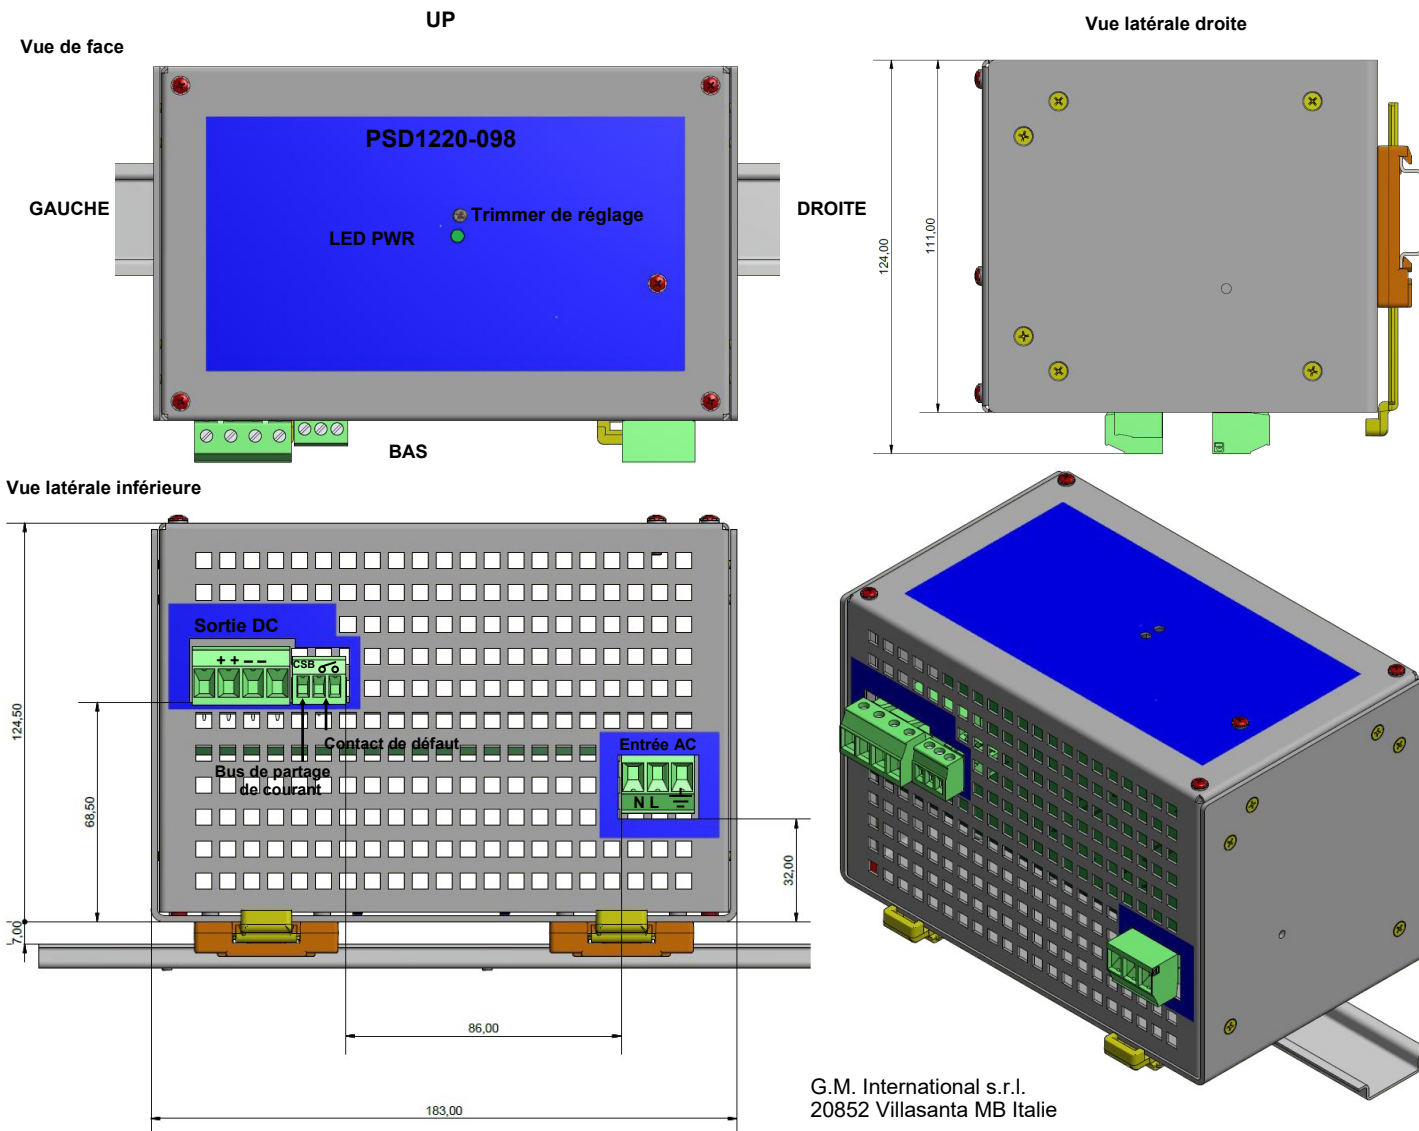 UP
Vue de face
Vue latérale droite
PSD1220-098
Trimmer de réglage
LED PWR
GAUCHE
DROITE
124,00
111,00
BAS
Vue latérale inférieure
Sortie DC
++−−
CSB
Contact de défaut
Bus de partage
de courant
Entrée AC
N L
124,50
68,50
7,00
32,00
86,00
183,00
G.M. International s.r.l.
20852 Villasanta MB Italie